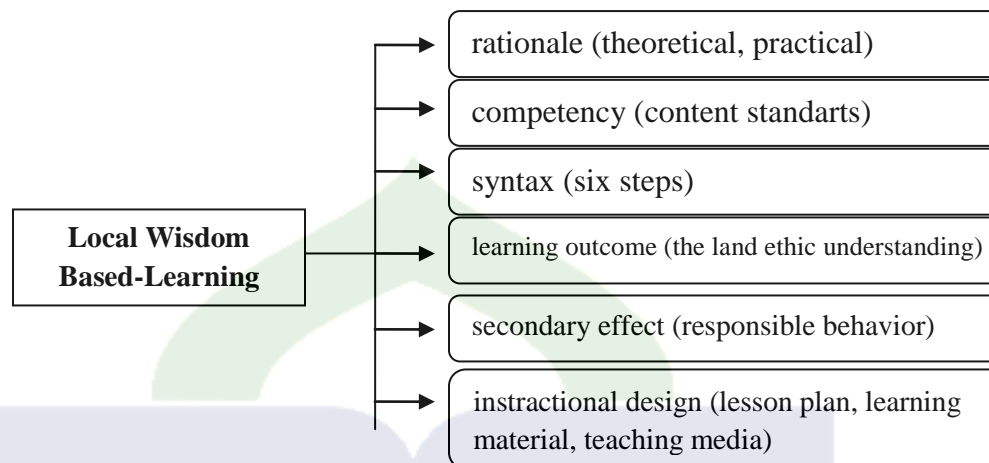 rationale (theoretical, practical)
competency (content standarts)
syntax (six steps)
Local Wisdom
Based-Learning
learning outcome (the land ethic understanding)
secondary effect (responsible behavior)
instractional design (lesson plan, learning
material, teaching media)